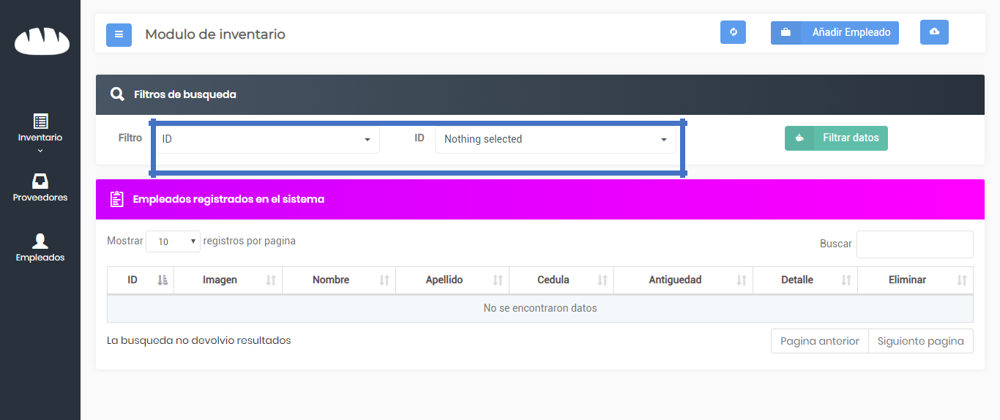 Modulo de inventario
Añadir Empleado
Filtros de busqueda
Inventario
Filtro ID ID Nothing selected Filtrar datos
Proveedores
Empleados registrados en el sistema
Mostrar 10 registros por pagina
Buscar
Empleados
ID Imagen Nombre Apellido Cedula Antiguedad Detalle Eliminar
No se encontraron datos
La busqueda no devolvio resultados
Pagina anterior Siguiente pagina